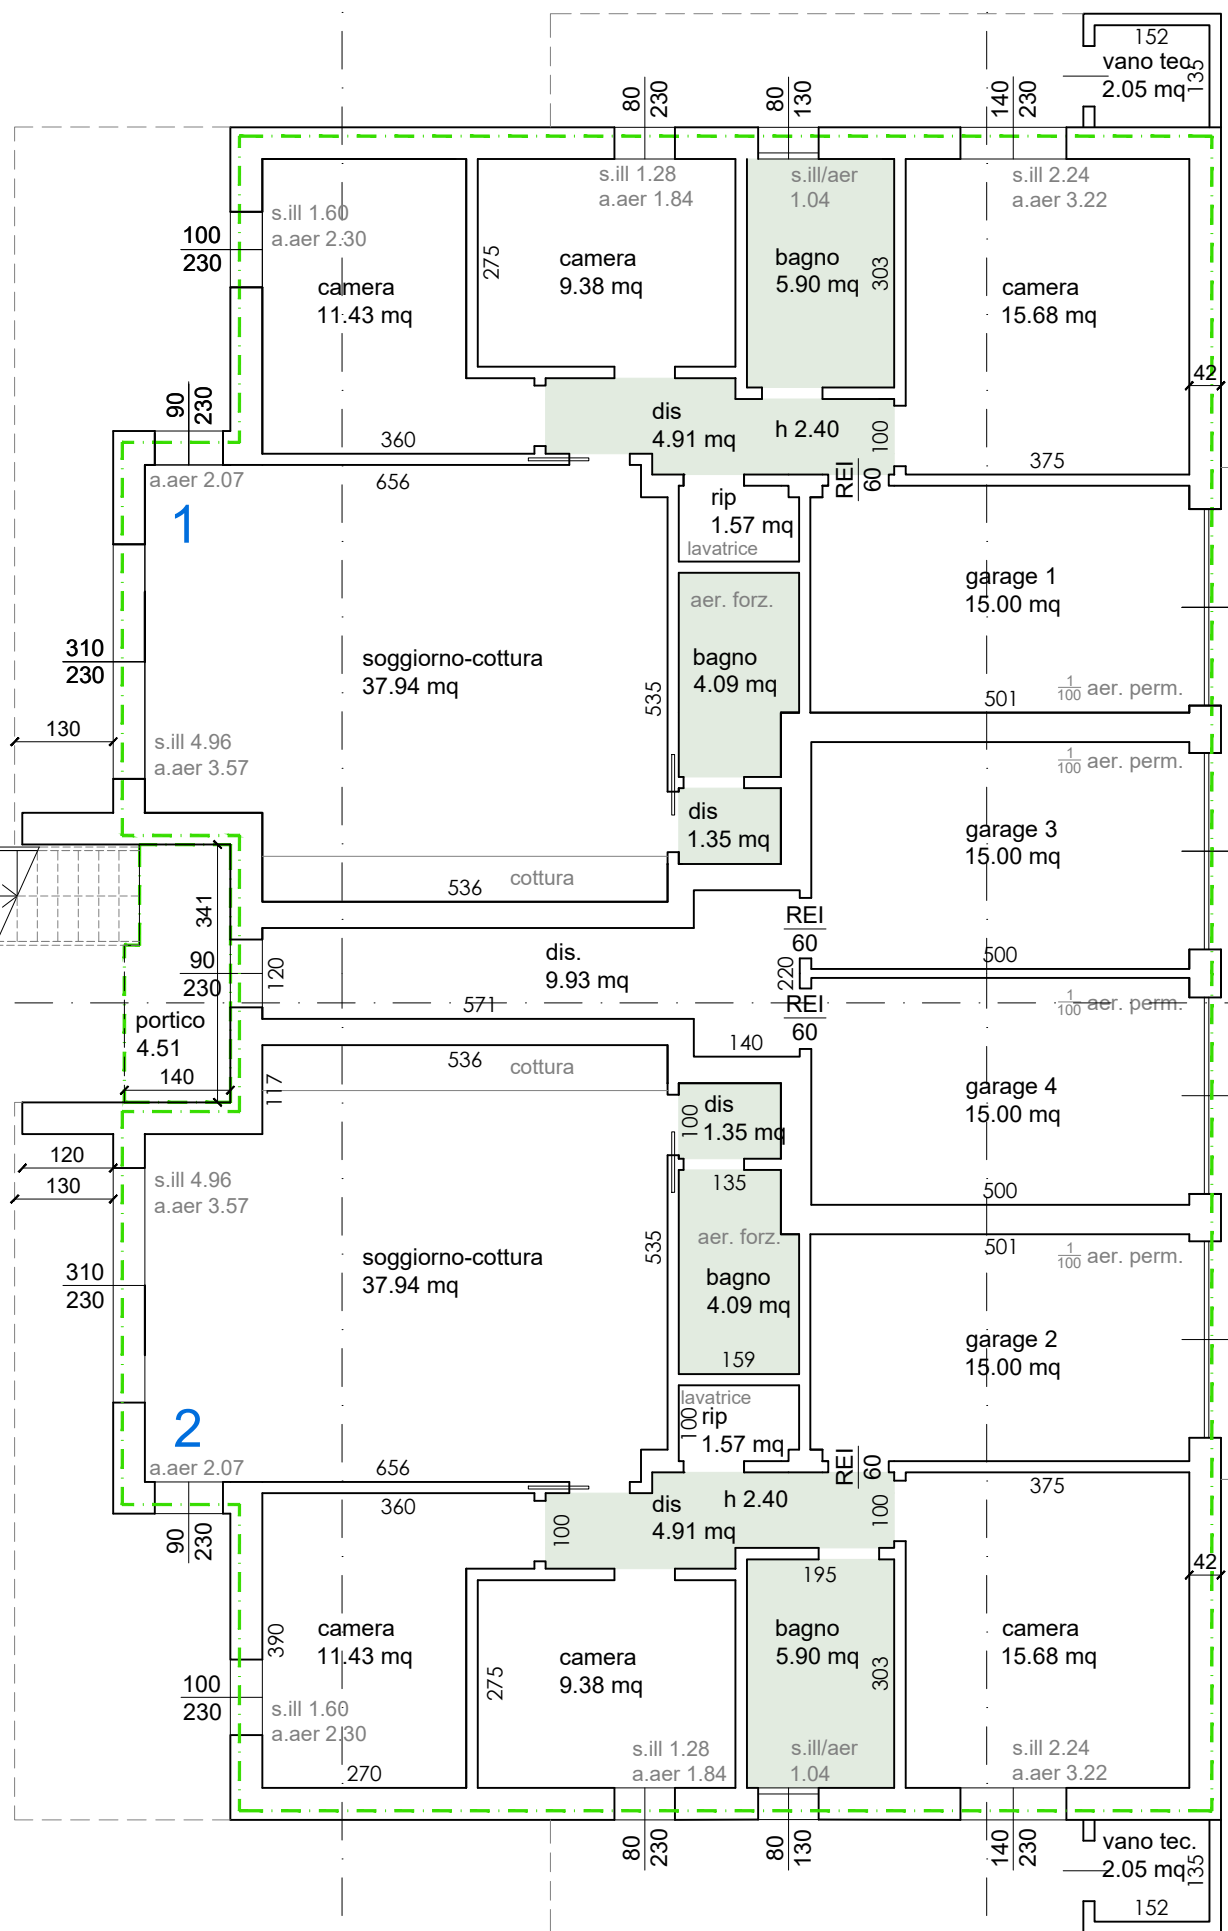 152
vano tec.
2.05 mq
135
80
230
80
130
140
230
s.ill 1.28
a.aer 1.84
s.ill/aer
1.04
s.ill 2.24
a.aer 3.22
s.ill 1.60
a.aer 2.30
100
230
275
camera
9.38 mq
bagno
5.90 mq
303
camera
11.43 mq
camera
15.68 mq
42
90
230
dis
4.91 mq
h 2.40
100
360
375
656
a.aer 2.07
REI
60
1
rip
1.57 mq
lavatrice
garage 1
15.00 mq
aer. forz.
soggiorno-cottura
37.94 mq
bagno
4.09 mq
310
230
535
1
100 aer. perm.
501
130
s.ill 4.96
a.aer 3.57
1
100 aer. perm.
dis
1.35 mq
garage 3
15.00 mq
536
cottura
341
REI
60
90
230
120
dis.
9.93 mq
220
500
571
REI
60
1
100 aer. perm.
portico
4.51
140
140
536
cottura
117
dis
1.35 mq
100
garage 4
15.00 mq
120
130
s.ill 4.96
a.aer 3.57
135
500
aer. forz.
501
1
100 aer. perm.
soggiorno-cottura
37.94 mq
535
bagno
4.09 mq
310
230
159
garage 2
15.00 mq
lavatrice
100
rip
1.57 mq
2
a.aer 2.07
656
REI
60
360
375
dis
4.91 mq
h 2.40
100
100
90
230
195
42
390
camera
11.43 mq
275
camera
9.38 mq
bagno
5.90 mq
303
camera
15.68 mq
100
230
s.ill 1.60
a.aer 2.30
s.ill 1.28
a.aer 1.84
s.ill/aer
1.04
s.ill 2.24
a.aer 3.22
270
80
230
80
130
140
230
vano tec.
2.05 mq
135
152